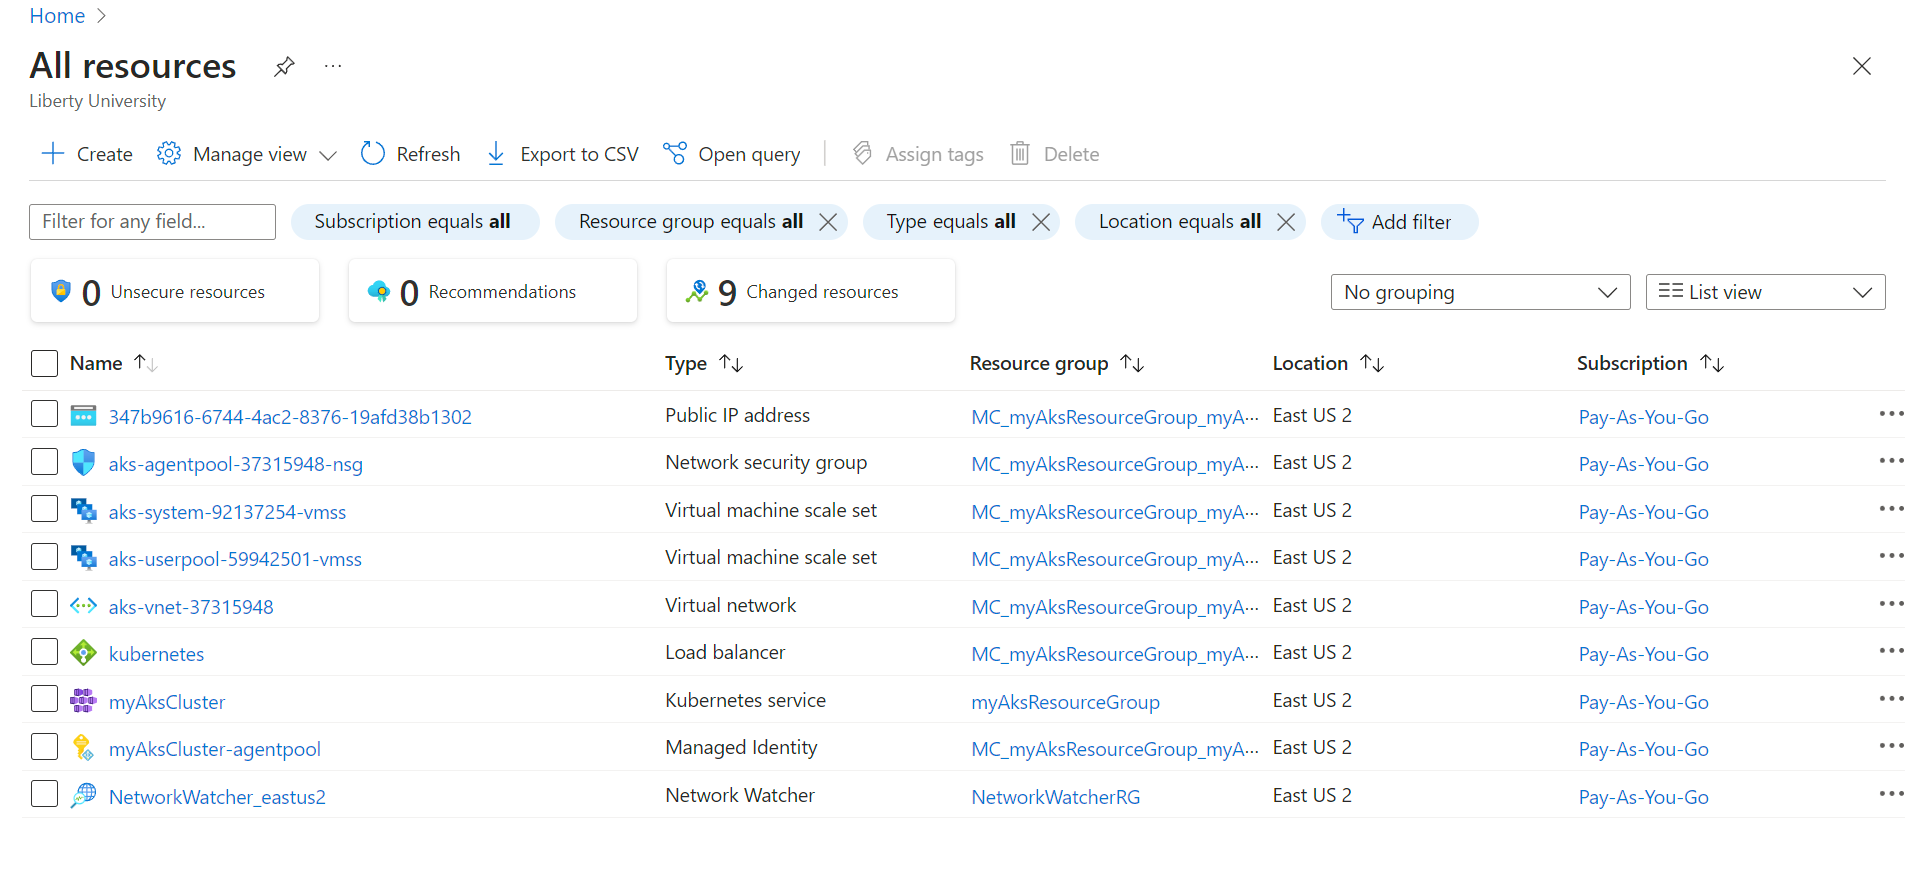 Home
All resources
Liberty University
Create Manage view Refresh Export to CSV Open query Assign tags Delete
Filter for any field... Subscription equals all Resource group equals all Type equals all Location equals all Add filter
0 Unsecure resources 0 Recommendations 9 Changed resources No grouping List view
Name Type Resource group Location Subscription
347b9616-6744-4ac2-8376-19afd38b1302 Public IP address MC_myAksResourceGroup_myA... East US 2 Pay-As-You-Go
aks-agentpool-37315948-nsg Network security group MC_myAksResourceGroup_myA... East US 2 Pay-As-You-Go
aks-system-92137254-vmss Virtual machine scale set MC_myAksResourceGroup_myA... East US 2 Pay-As-You-Go
aks-userpool-59942501-vmss Virtual machine scale set MC_myAksResourceGroup_myA... East US 2 Pay-As-You-Go
aks-vnet-37315948 Virtual network MC_myAksResourceGroup_myA... East US 2 Pay-As-You-Go
kubernetes Load balancer MC_myAksResourceGroup_myA... East US 2 Pay-As-You-Go
myAksCluster Kubernetes service myAksResourceGroup East US 2 Pay-As-You-Go
myAksCluster-agentpool Managed Identity MC_myAksResourceGroup_myA... East US 2 Pay-As-You-Go
NetworkWatcher_eastus2 Network Watcher NetworkWatcherRG East US 2 Pay-As-You-Go